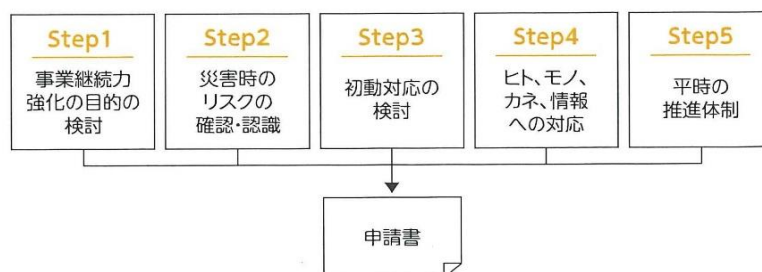 Step1
事業継続力
強化の目的の
検討
Step2
災害時の
リスクの
確認・認識
Step3
初動対応の
検討
Step4
ヒト、モノ、
カネ、情報
への対応
Step5
平時の
推進体制
申請書